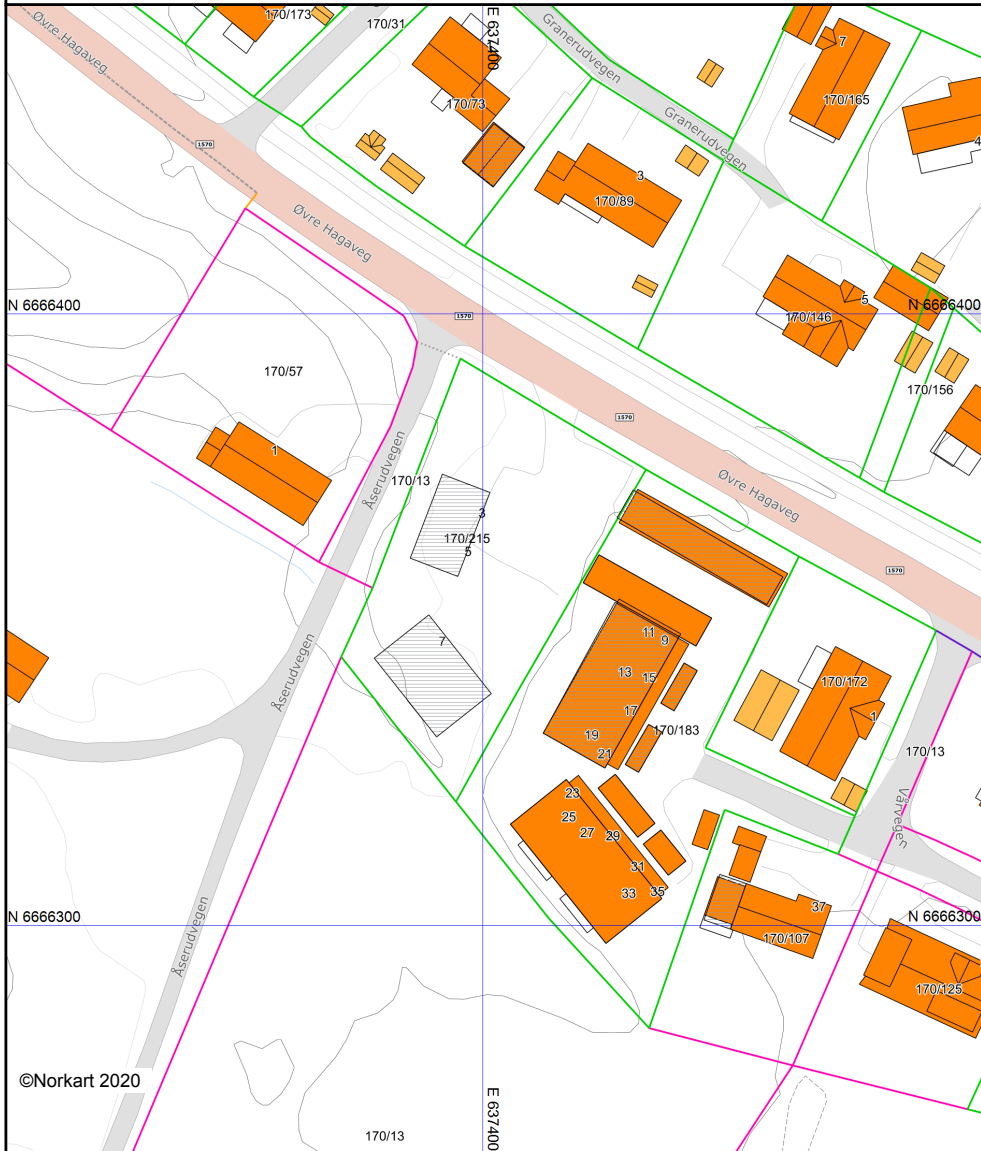 170/173
170/31
E 637400
Granerudvegen
7
Øvre Hagaveg
170/73
170/165
Granerudvegen
4
1570
3
170/89
Øvre Hagaveg
5
N 6666400
N 6666400
1570
170/146
170/57
170/156
1570
1
Åserudvegen
170/13
Øvre Hagaveg
3
170/215
5
1570
11
9
7
13
15
170/172
Åserudvegen
17
1
170/183
19
21
170/13
23
25
27
29
Vårvegen
31
33
35
37
N 6666300
N 6666300
170/107
Åserudvegen
170/125
©Norkart 2020
E 637400
170/13